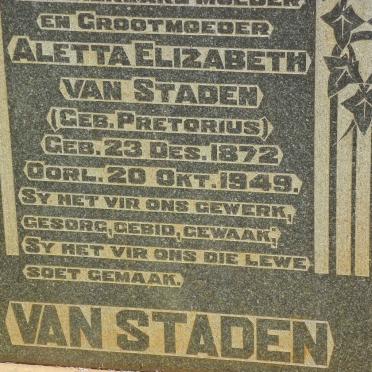 MOEDER
EN GROOTMOEDER
ALETTA ELIZABETH
VAN STADEN
(GEB. PRETORIUS)
GEB. 23 DES. 1872
OORL. 20 OKT. 1949.
SY HET VIR ONS GEWERK,
GESORG, GEBID, GEWAAK;
SY HET VIR ONS DIE LEWE
SOET GEMAAK.
VAN STADEN